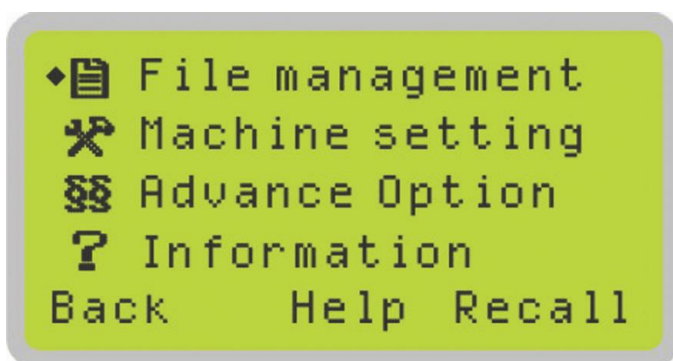 File management
Machine setting
Advance Option
Information
Back Help Recall